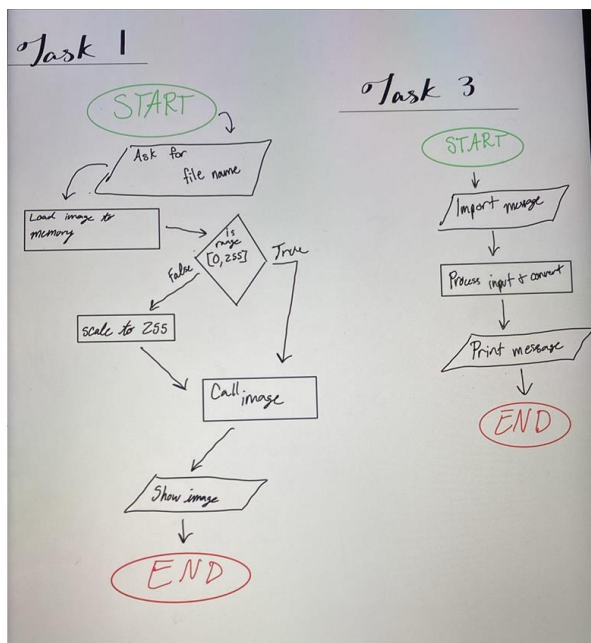 Task 1
START
Ask for
file name
Load image to
memory
Is
range
[0, 255]
True
False
scale to 255
Call image
Show image
END
Task 3
START
Import message
Process input & convert
Print message
END